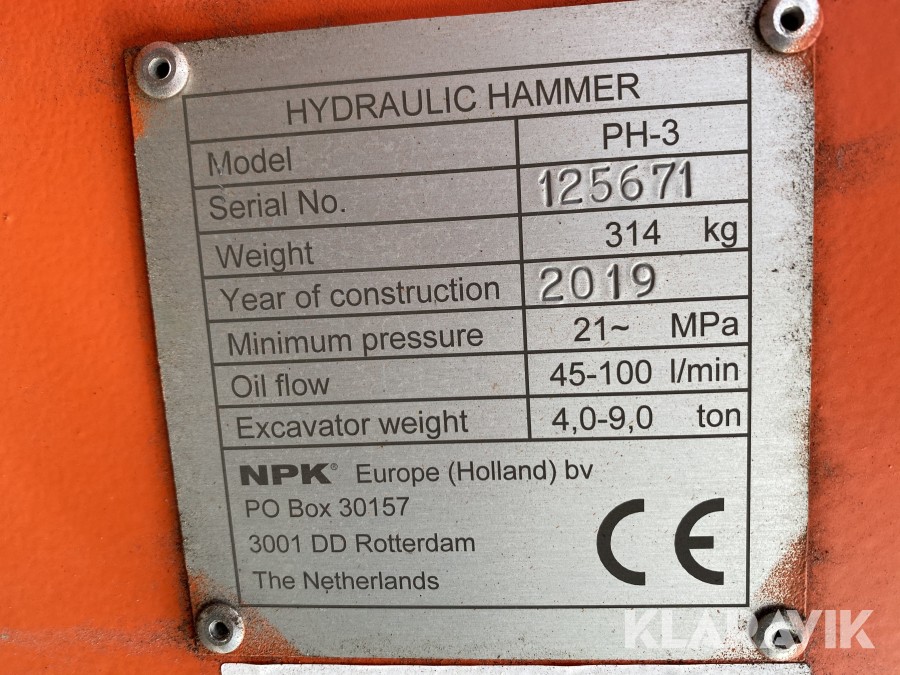 HYDRAULIC HAMMER
Model PH-3
Serial No. 125671
Weight 314 kg
Year of construction 2019
Minimum pressure 21~ MPa
Oil flow 45-100 l/min
Excavator weight 4,0-9,0 ton
NPK® Europe (Holland) bv
PO Box 30157
3001 DD Rotterdam
The Netherlands
CE
KLARAVIK